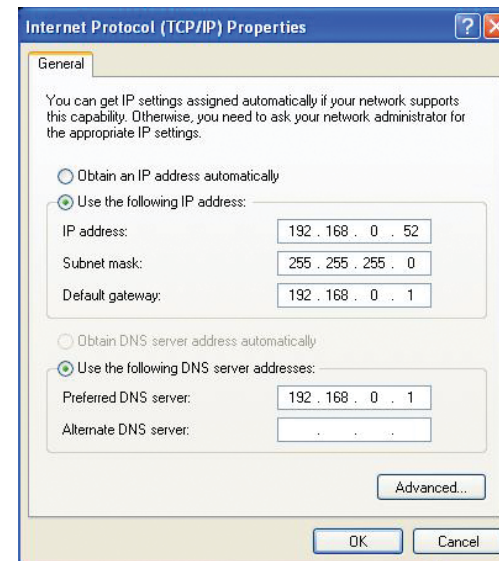 Internet Protocol (TCP/IP) Properties
General
You can get IP settings assigned automatically if your network supports
this capability. Otherwise, you need to ask your network administrator for
the appropriate IP settings.
Obtain an IP address automatically
Use the following IP address:
IP address: 192 . 168 . 0 . 52
Subnet mask: 255 . 255 . 255 . 0
Default gateway: 192 . 168 . 0 . 1
Obtain DNS server address automatically
Use the following DNS server addresses:
Preferred DNS server: 192 . 168 . 0 . 1
Alternate DNS server: . . .
Advanced...
OK Cancel